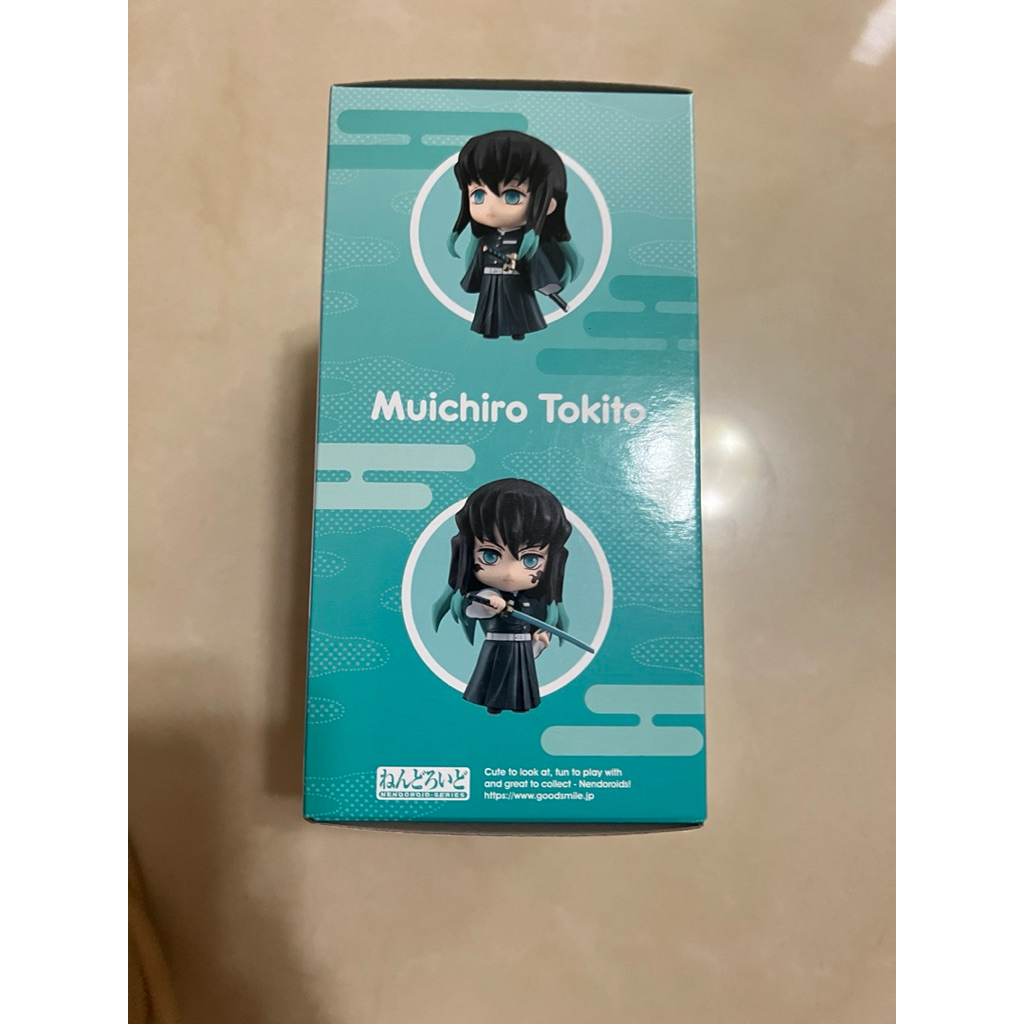 Muichiro Tokito
ねんどろいど
NENDOROID-SERIES
Cute to look at, fun to play with
and great to collect - Nendoroids!
https://www.goodsmile.jp